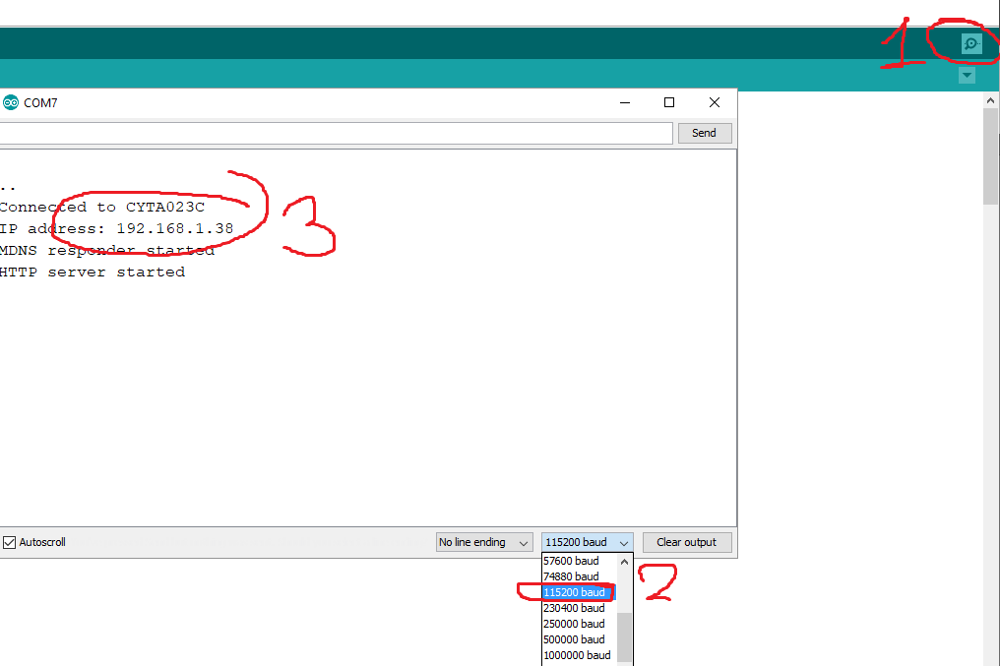 1
COM7
Send
..
Connected to CYTA023C
IP address: 192.168.1.38
MDNS responder started
HTTP server started
3
Autoscroll
No line ending
115200 baud
Clear output
57600 baud
74880 baud
115200 baud
230400 baud
250000 baud
500000 baud
1000000 baud
2